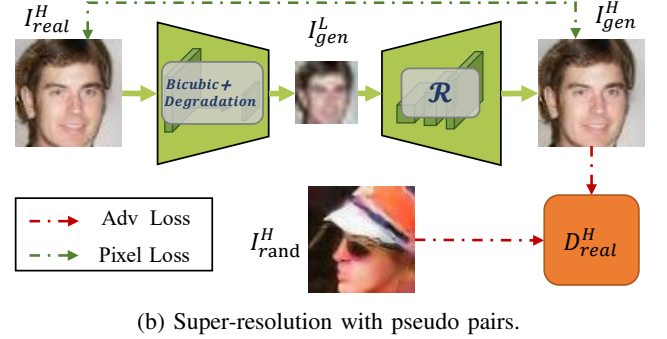 I^H_real
I^L_gen
I^H_gen
Bicubic+
Degradation
R
Adv Loss
Pixel Loss
I^H_rand
D^H_real
(b) Super-resolution with pseudo pairs.